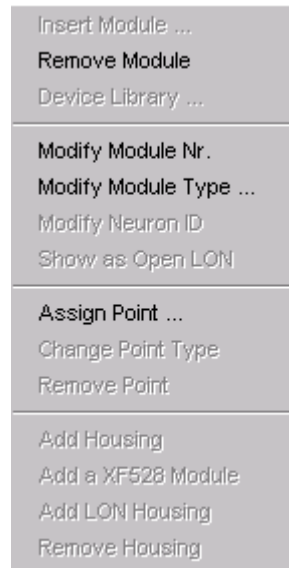 Insert Module ...
Remove Module
Device Library ...
Modify Module Nr.
Modify Module Type ...
Modify Neuron ID
Show as Open LON
Assign Point ...
Change Point Type
Remove Point
Add Housing
Add a XF528 Module
Add LON Housing
Remove Housing